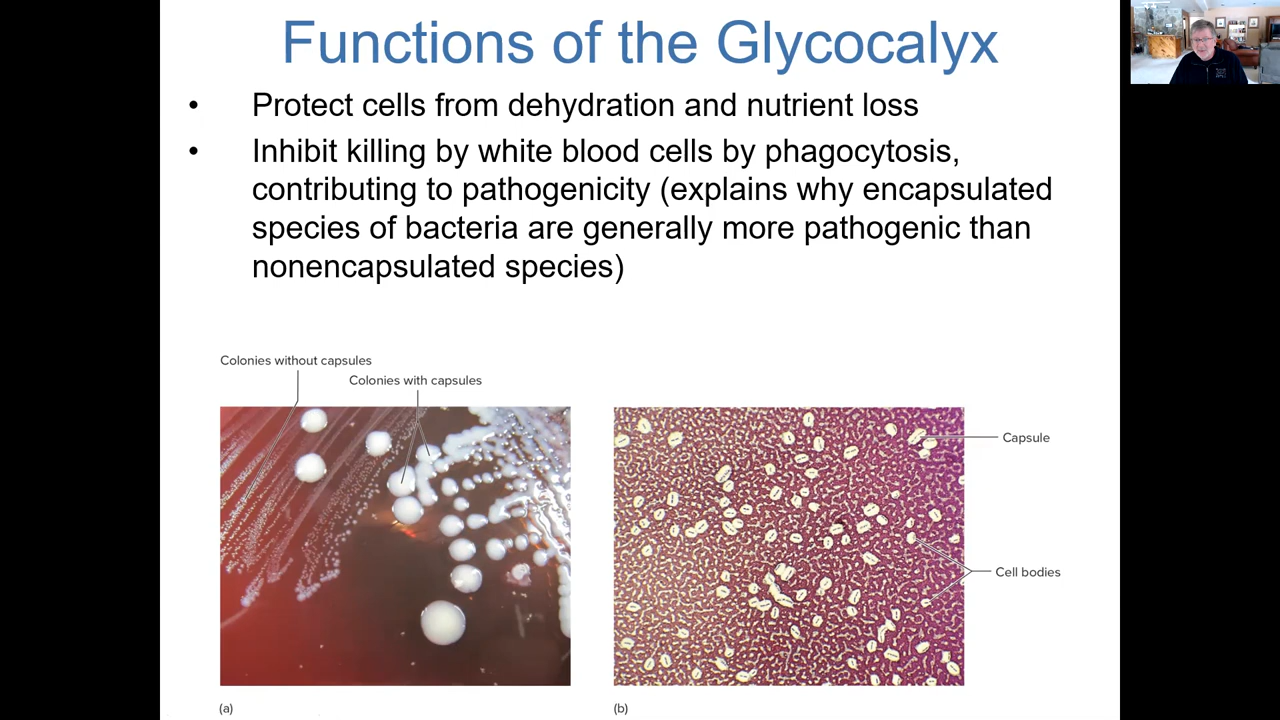 Functions of the Glycocalyx
• Protect cells from dehydration and nutrient loss
• Inhibit killing by white blood cells by phagocytosis,
contributing to pathogenicity (explains why encapsulated
species of bacteria are generally more pathogenic than
nonencapsulated species)
Colonies without capsules
Colonies with capsules
Capsule
Cell bodies
(a)
(b)